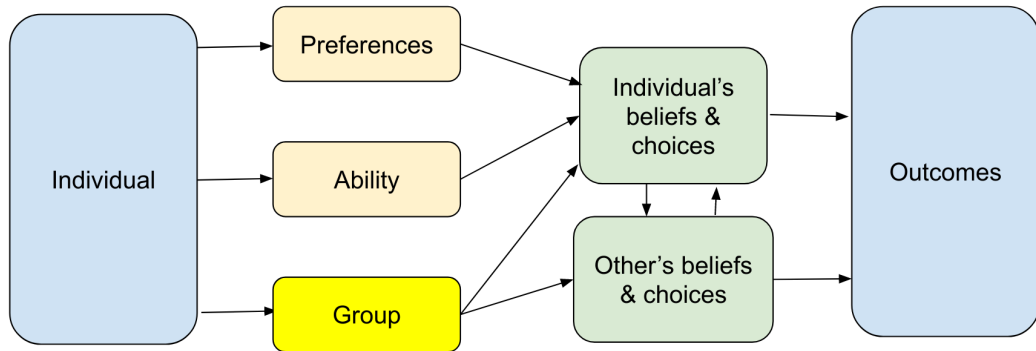 Individual
Preferences
Ability
Group
Individual’s
beliefs &
choices
Other’s beliefs
& choices
Outcomes